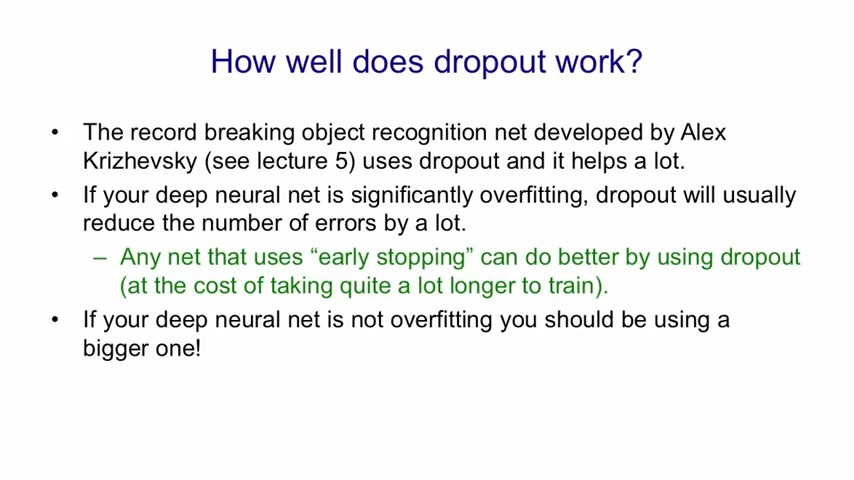 How well does dropout work?
• The record breaking object recognition net developed by Alex
Krizhevsky (see lecture 5) uses dropout and it helps a lot.
• If your deep neural net is significantly overfitting, dropout will usually
reduce the number of errors by a lot.
– Any net that uses “early stopping” can do better by using dropout
(at the cost of taking quite a lot longer to train).
• If your deep neural net is not overfitting you should be using a
bigger one!